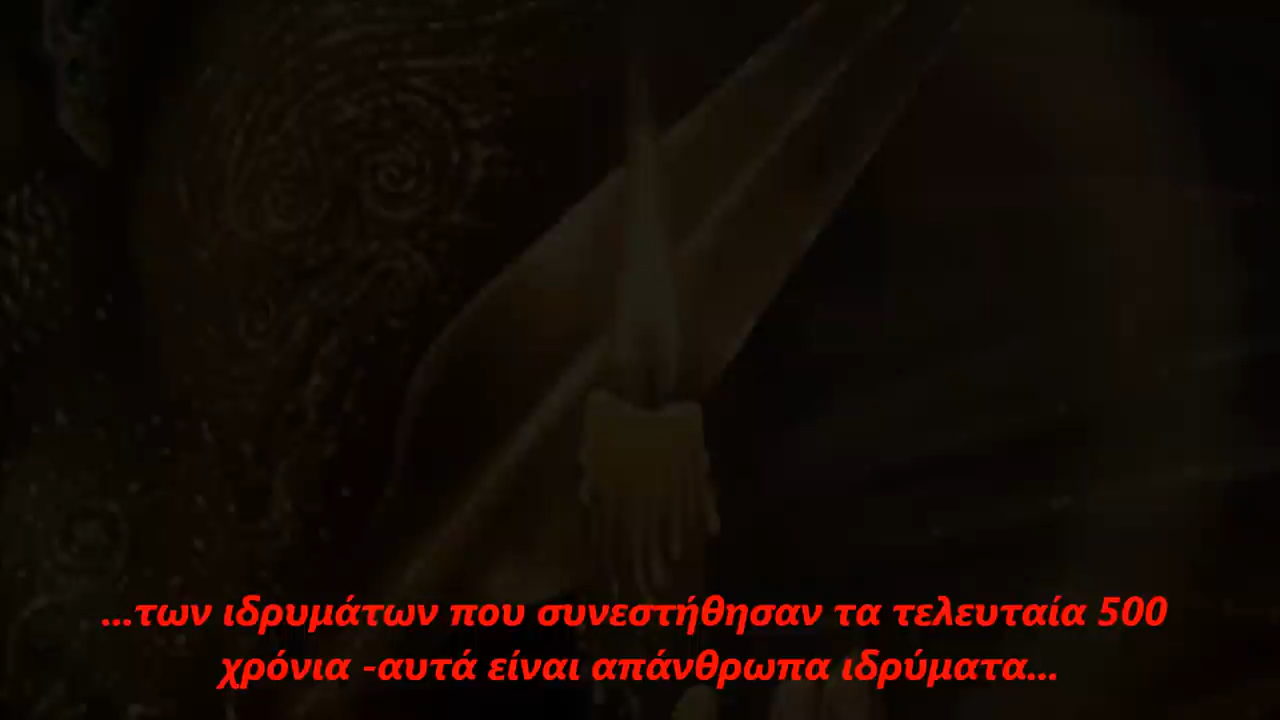 ...των ιδρυμάτων που συνεστήθησαν τα τελευταία 500
χρόνια -αυτά είναι απάνθρωπα ιδρύματα...